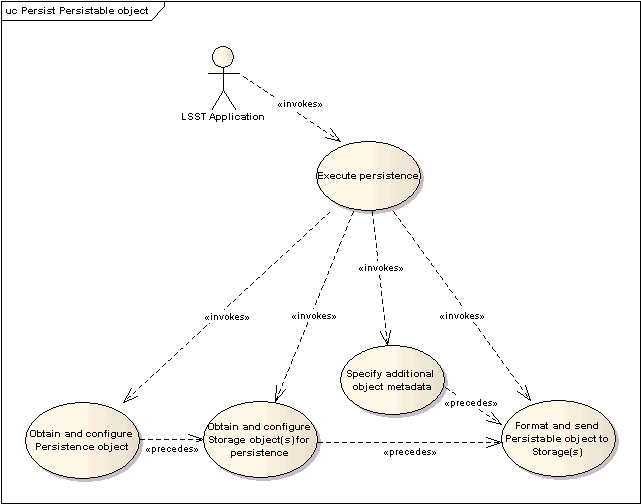 uc Persist Persistable object
LSST Application
«invokes»
Execute persistence
«invokes»
«invokes»
«invokes»
«invokes»
Specify additional
object metadata
«precedes»
Obtain and configure
Persistence object
«precedes»
Obtain and configure
Storage object(s)for
persistence
«precedes»
Format and send
Persistable object to
Storage(s)